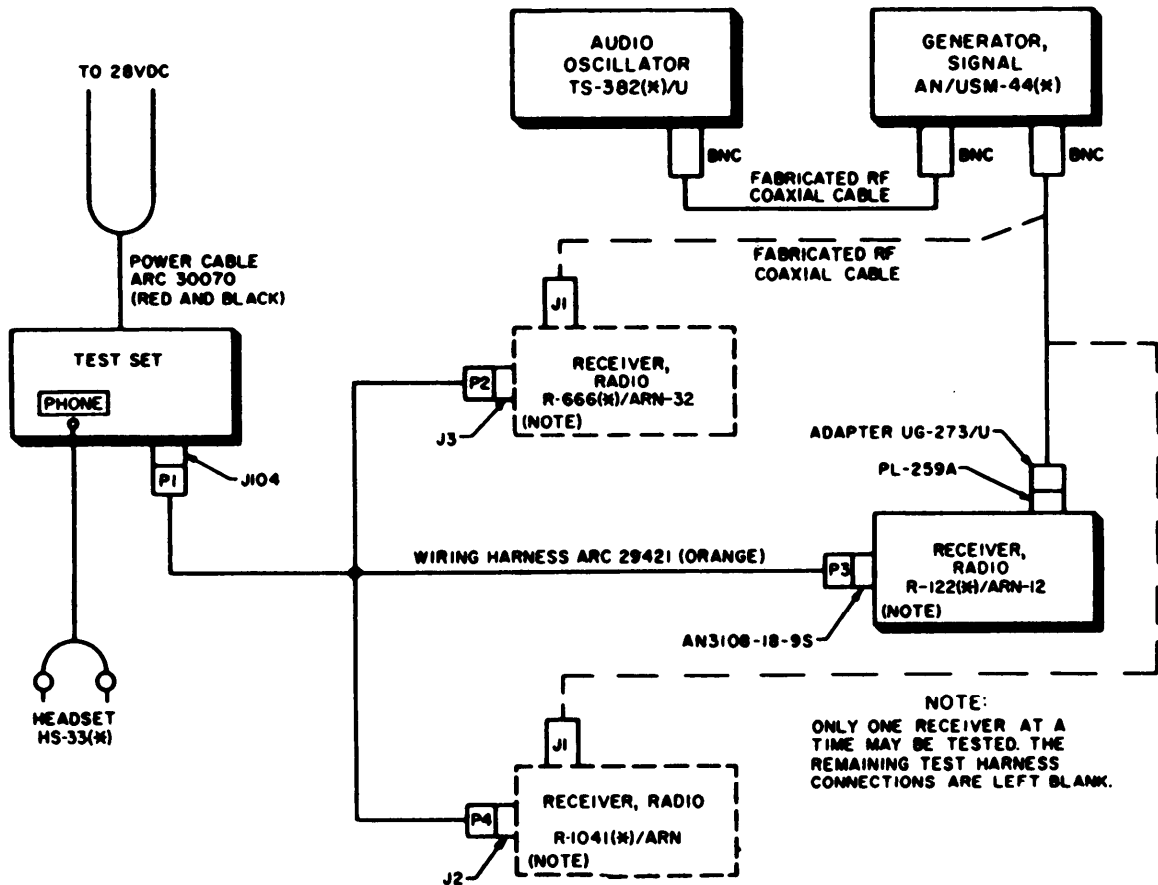 TO 28VDC
POWER CABLE
ARC 30070
(RED AND BLACK)
TEST SET
PHONE
P1
J104
HEADSET
HS-33(*)
AUDIO
OSCILLATOR
TS-382(*)/U
BNC
GENERATOR,
SIGNAL
AN/USM-44(*)
BNC
BNC
FABRICATED RF
COAXIAL CABLE
FABRICATED RF
COAXIAL CABLE
J1
P2
J3
RECEIVER,
RADIO
R-666(*)/ARN-32
(NOTE)
ADAPTER UG-273/U
PL-259A
WIRING HARNESS ARC 29421 (ORANGE)
P3
AN3108-18-9S
RECEIVER,
RADIO
R-122(*)/ARN-12
(NOTE)
J1
P4
J2
RECEIVER, RADIO
R-1041(*)/ARN
(NOTE)
NOTE:
ONLY ONE RECEIVER AT A
TIME MAY BE TESTED. THE
REMAINING TEST HARNESS
CONNECTIONS ARE LEFT BLANK.